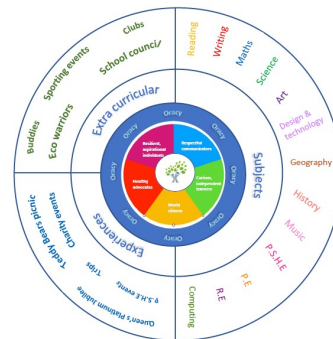 Clubs
School council
Sporting events
Eco warriors
Buddies
Extra curricular
Reading
Writing
Maths
Science
Art
Design &
technology
Geography
History
Music
P.S.H.E
P.E
R.E
Computing
Subjects
Experiences
Teddy Bears picnic
Charity events
Trips
P.S.H.E events
Queen's Platinum Jubilee
Oracy
Oracy
Oracy
Oracy
Oracy
Oracy
Oracy
Oracy
Resilient,
aspirational
individuals
Respectful
communicators
Curious,
independent
learners
World
citizens
Healthy
advocates